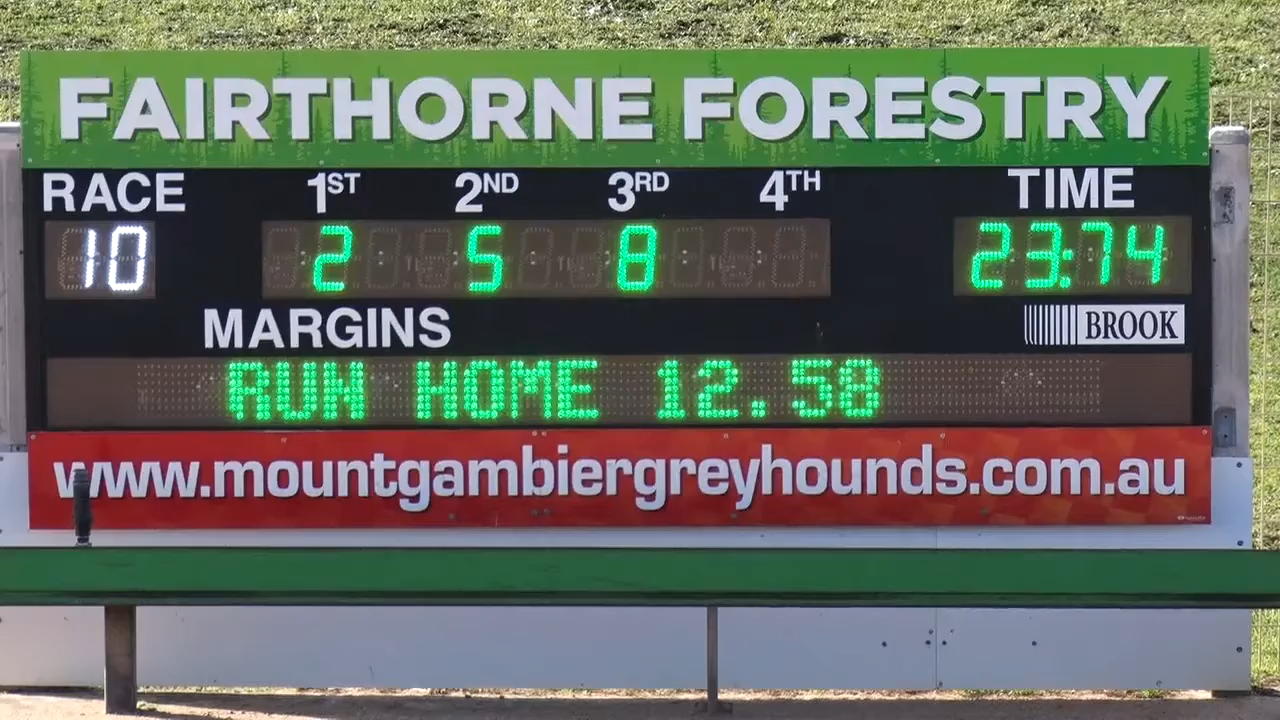 FAIRTHORNE FORESTRY
RACE 1ST 2ND 3RD 4TH TIME
10 2 5 8 23:74
MARGINS BROOK
RUN HOME 12.58
www.mountgambiergreyhounds.com.au